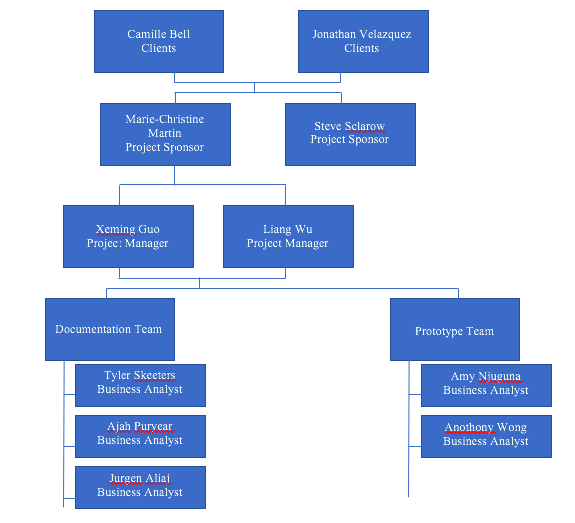 Camille Bell
Clients
Jonathan Velazquez
Clients
Marie-Christine
Martin
Project Sponsor
Steve Sclarow
Project Sponsor
Xeming Guo
Project Manager
Liang Wu
Project Manager
Documentation Team
Prototype Team
Tyler Skeeters
Business Analyst
Ajah Puryear
Business Analyst
Jurgen Aliaj
Business Analyst
Amy Njuguna
Business Analyst
Anothony Wong
Business Analyst